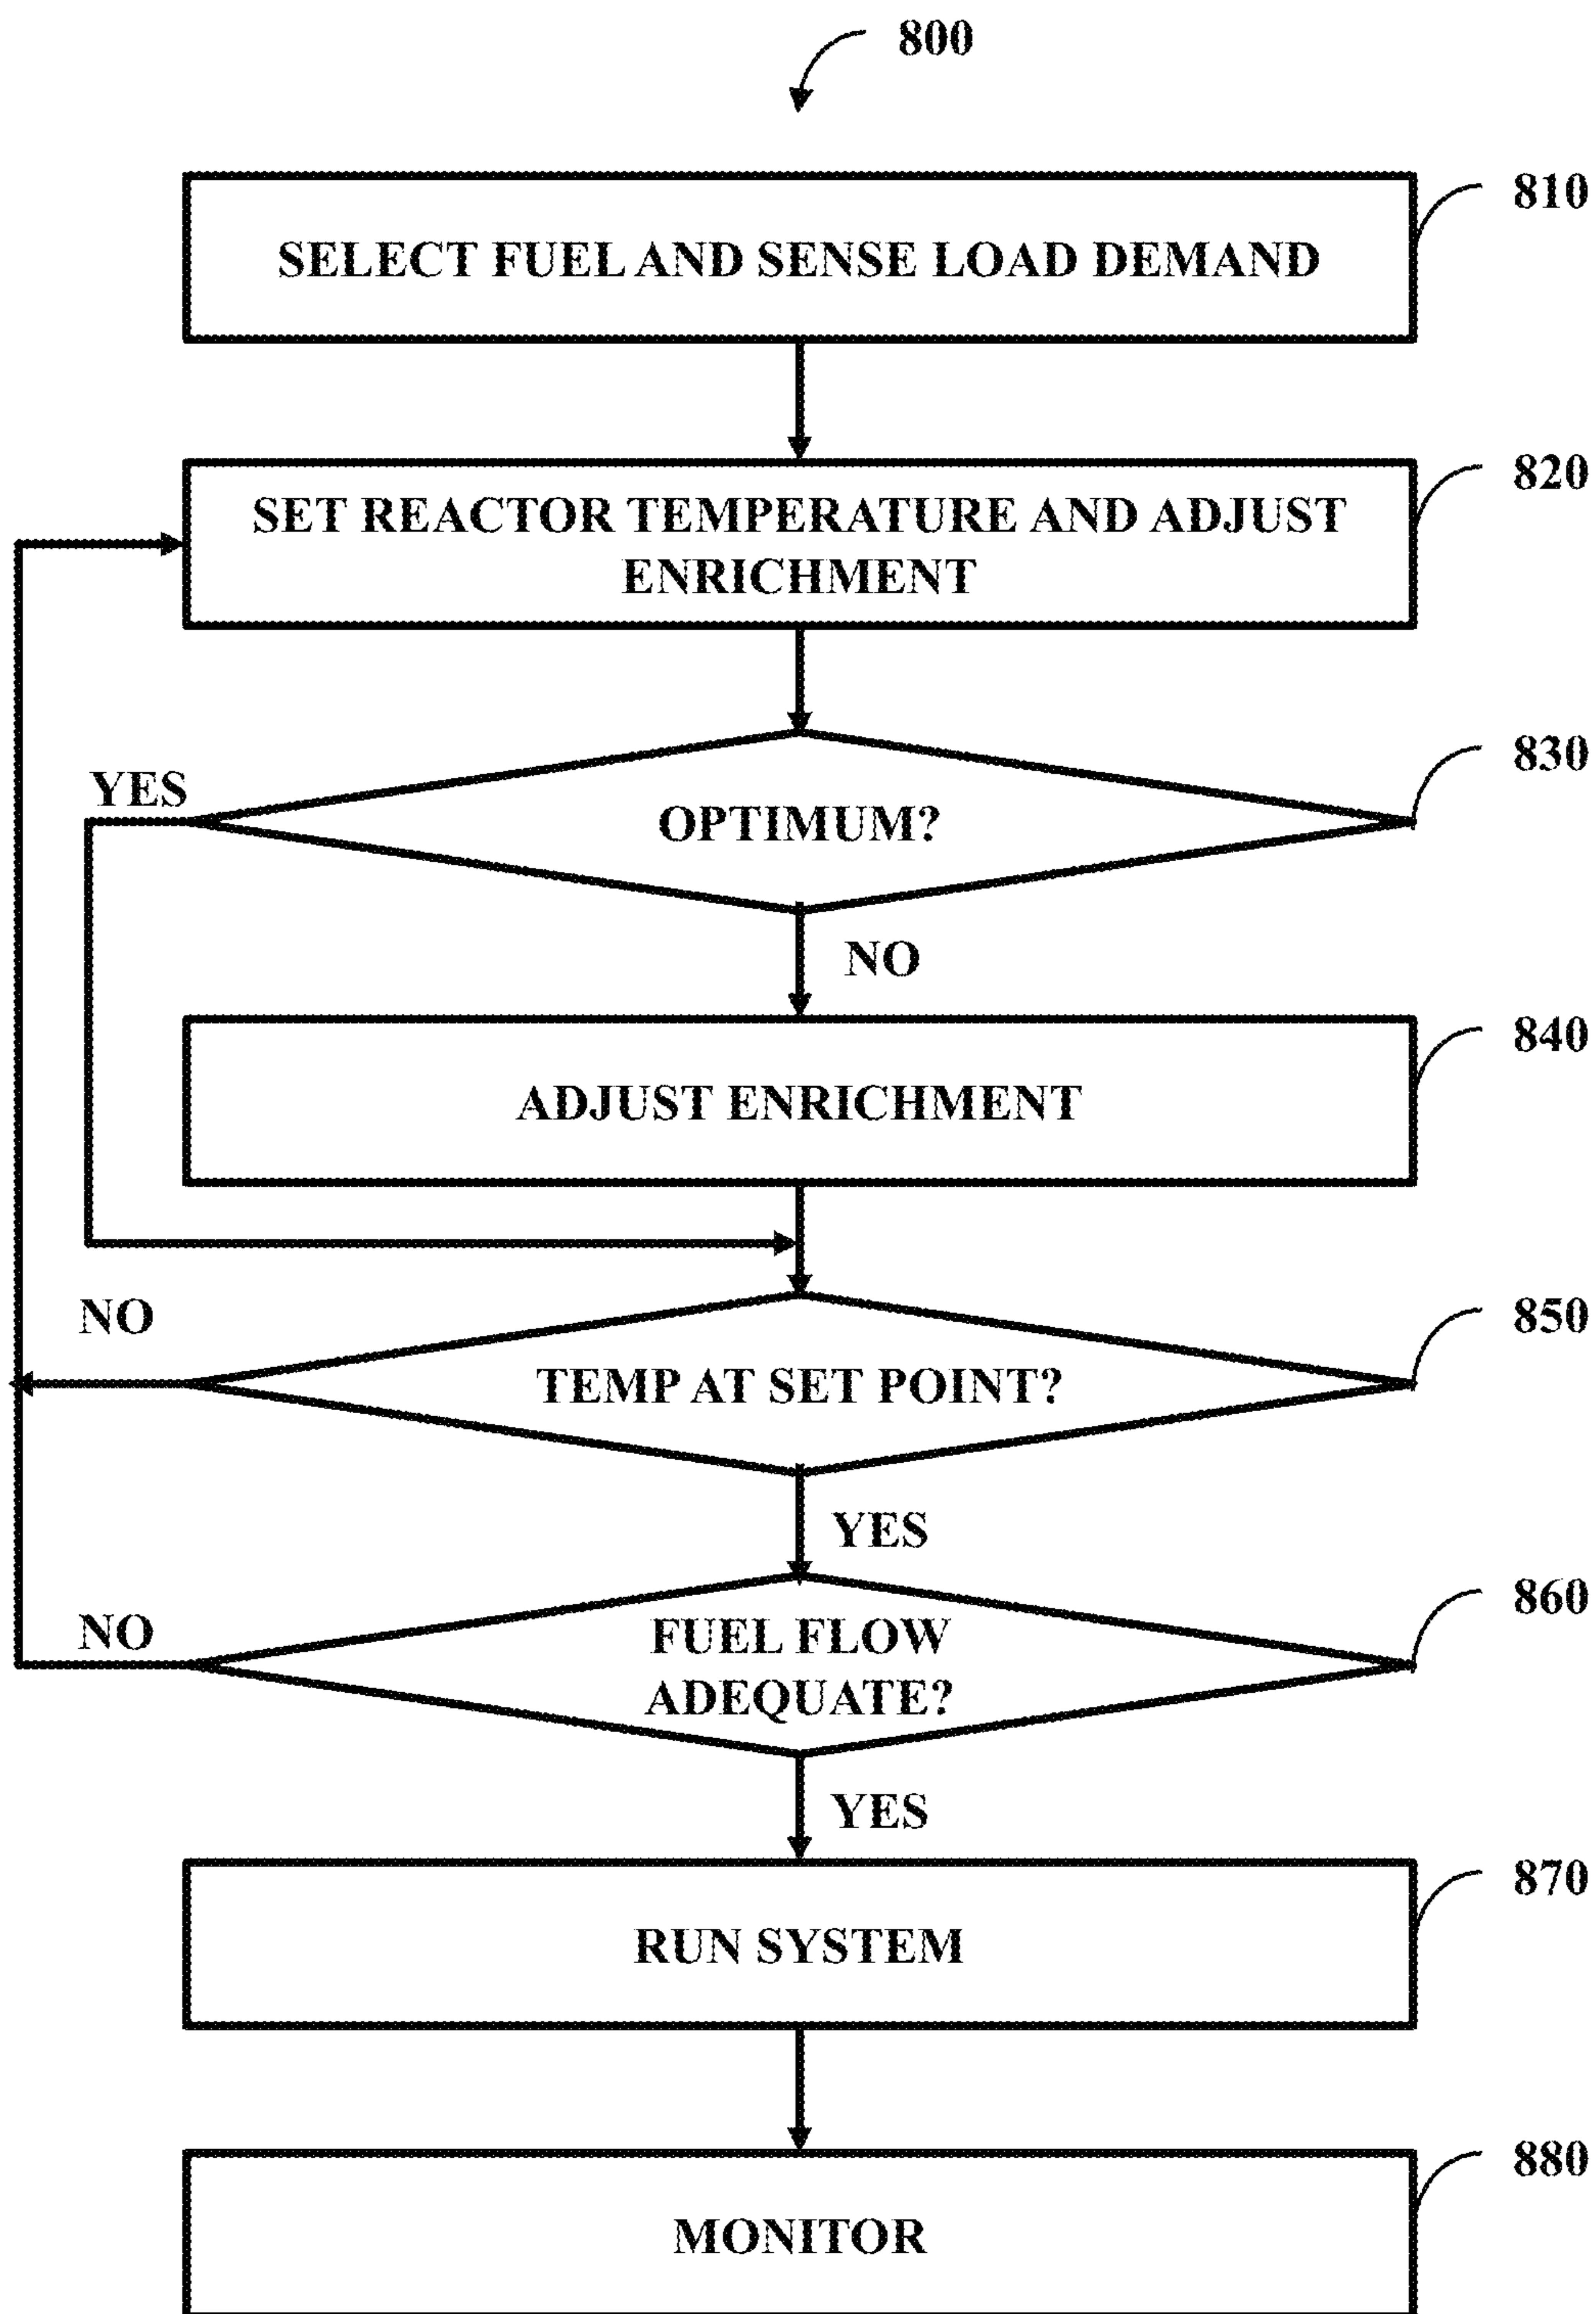 800
810
SELECT FUEL AND SENSE LOAD DEMAND
820
SET REACTOR TEMPERATURE AND ADJUST
ENRICHMENT
830
YES
OPTIMUM?
NO
840
ADJUST ENRICHMENT
NO
850
TEMP AT SET POINT?
YES
860
NO
FUEL FLOW
ADEQUATE?
YES
870
RUN SYSTEM
880
MONITOR